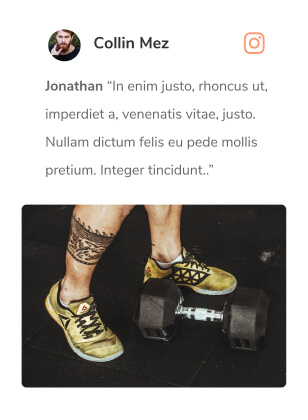 Collin Mez
Jonathan “In enim justo, rhoncus ut,
imperdiet a, venenatis vitae, justo.
Nullam dictum felis eu pede mollis
pretium. Integer tincidunt..”